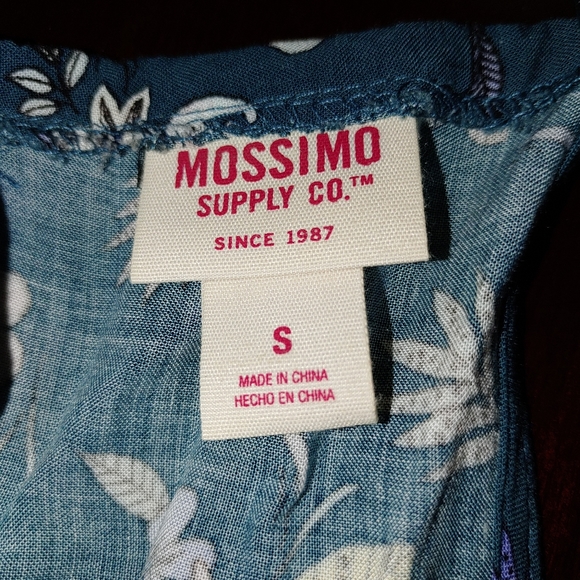 MOSSIMO
SUPPLY CO.™
SINCE 1987
S
MADE IN CHINA
HECHO EN CHINA